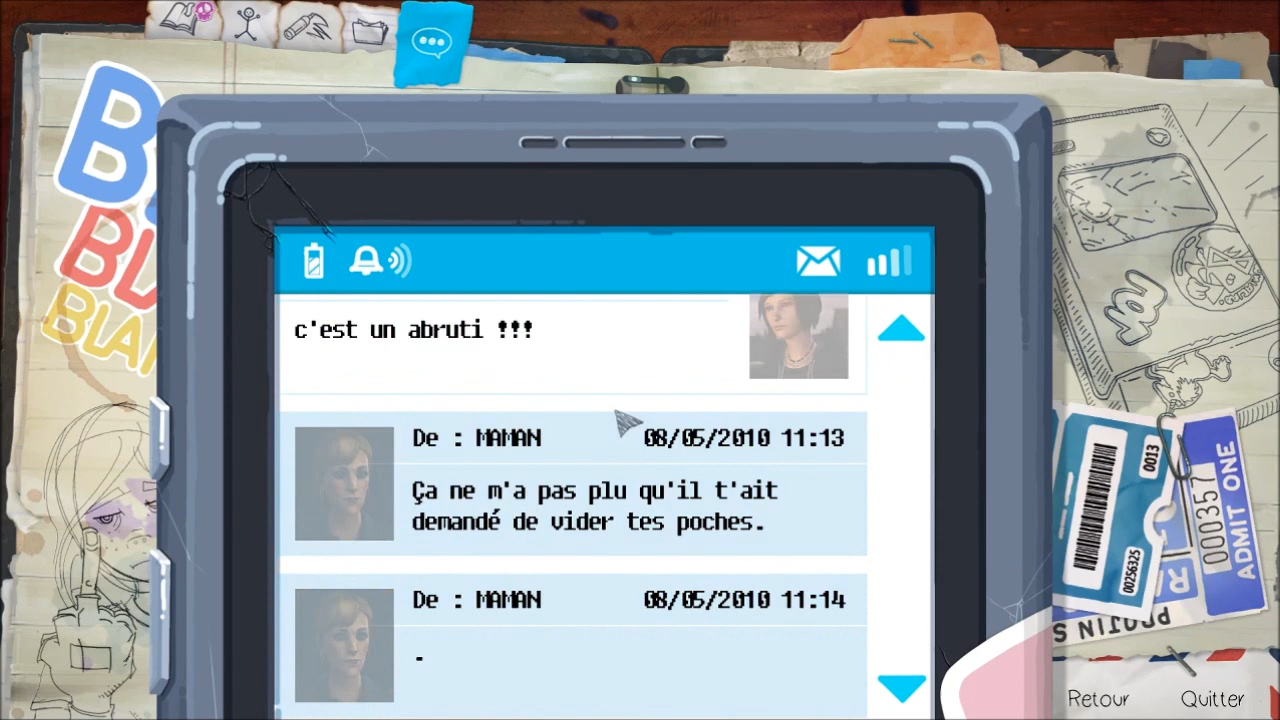 c'est un abruti !!!
De : MAMAN 08/05/2010 11:13
Ça ne m'a pas plu qu'il t'ait
demandé de vider tes poches.
De : MAMAN 08/05/2010 11:14
-
0013
00256325
000357
ADMIT ONE
Retour Quitter